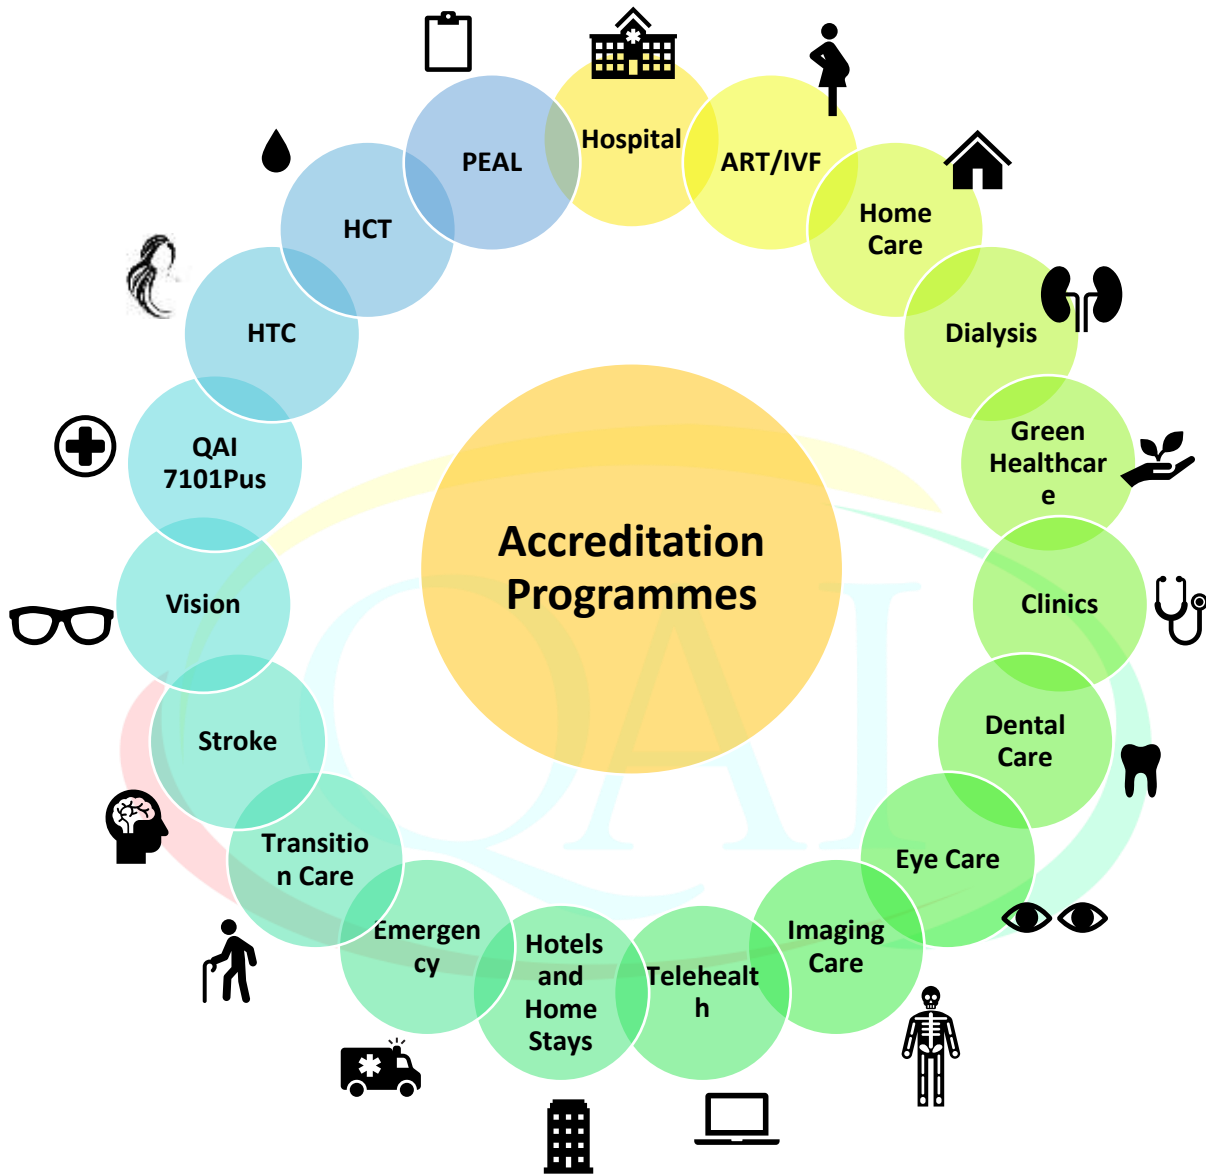 Accreditation
Programmes
Hospital
ART/IVF
Home
Care
Dialysis
Green
Healthcar
e
Clinics
Dental
Care
Eye Care
Imaging
Care
Telehealt
h
Hotels
and
Home
Stays
Emergen
cy
Transitio
n Care
Stroke
Vision
QAI
7101Pus
HTC
HCT
PEAL
QAI